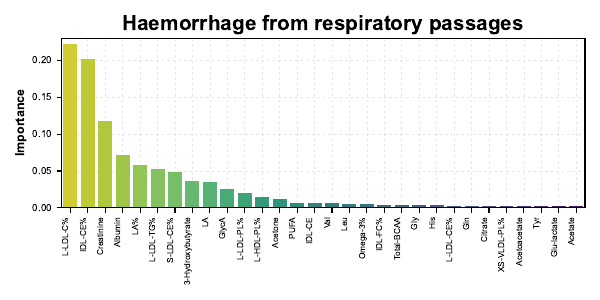 Haemorrhage from respiratory passages
Importance
0.20
0.15
0.10
0.05
0.00
L-LDL-C%
IDL-CE%
Creatinine
Albumin
LA%
L-LDL-TG%
S-LDL-CE%
3-Hydroxybutyrate
LA
GlycA
L-LDL-PL%
L-HDL-PL%
Acetone
PUFA
IDL-CE
Val
Leu
Omega-3%
IDL-FC%
Total-BCAA
Gly
His
L-LDL-CE%
Gln
Citrate
XS-VLDL-PL%
Acetoacetate
Tyr
Glu-lactate
Acetate